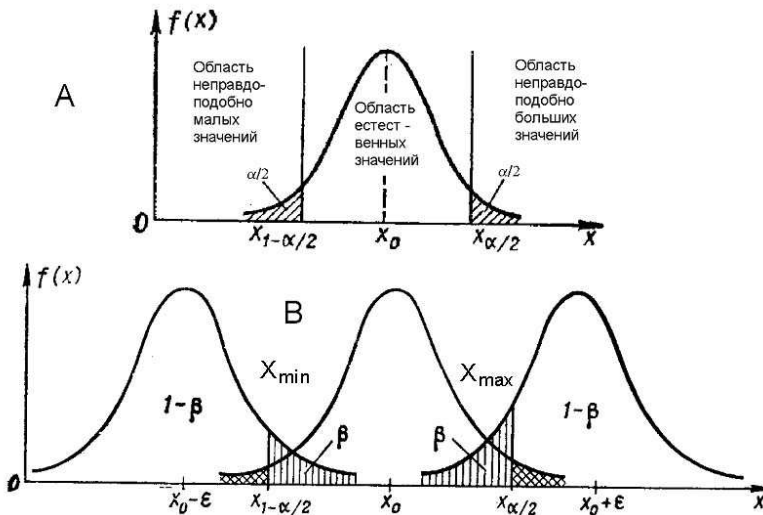 f(x)
Область
неправдо-
подобно
малых
значений
A
Область
естест -
венных
значений
Область
неправдо-
подобно
больших
значений
α/2
α/2
0
x₁₋α/2
x₀
xα/2
x
f(x)
B
Xmin
Xmax
1-β
β
β
1-β
0
x₀-ε
x₁₋α/2
x₀
xα/2
x₀+ε
x